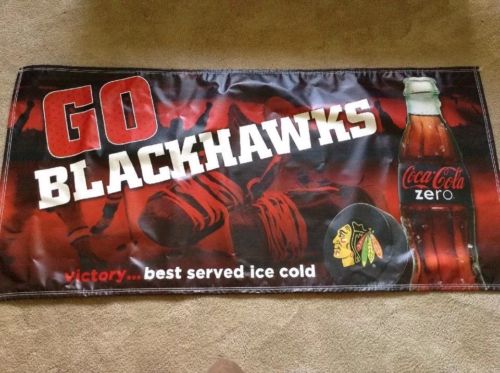 GO
BLACKHAWKS
victory... best served ice cold
Coca-Cola
zero